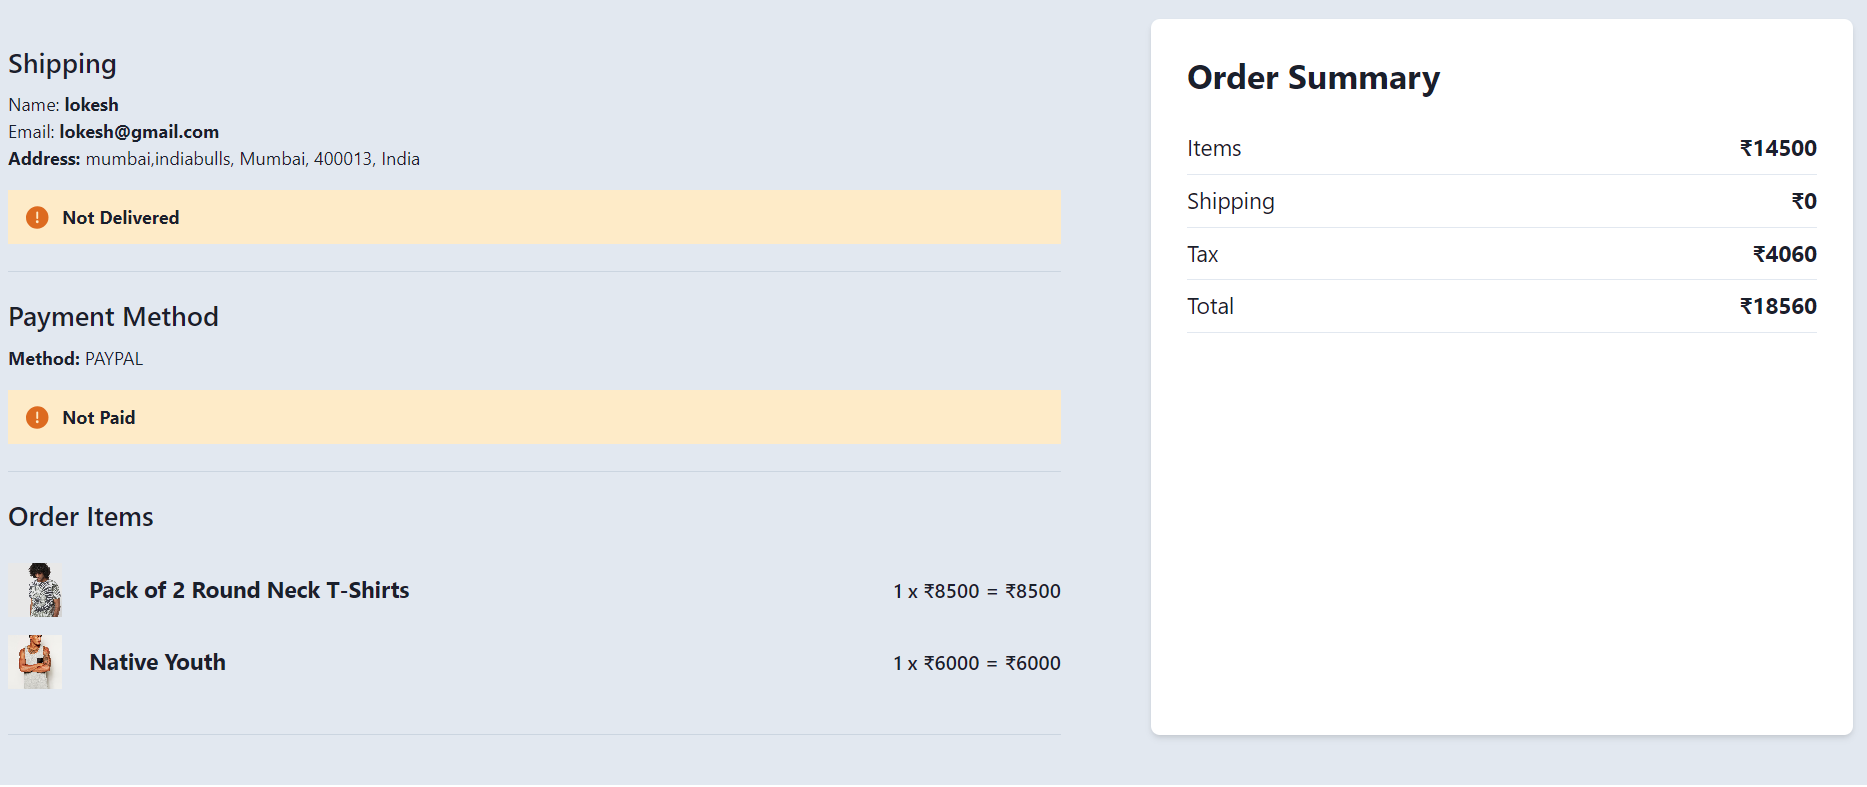 Shipping
Name: lokesh
Email: lokesh@gmail.com
Address: mumbai,indiabulls, Mumbai, 400013, India
Not Delivered
Payment Method
Method: PAYPAL
Not Paid
Order Items
Pack of 2 Round Neck T-Shirts 1 x ₹8500 = ₹8500
Native Youth 1 x ₹6000 = ₹6000
Order Summary
Items ₹14500
Shipping ₹0
Tax ₹4060
Total ₹18560